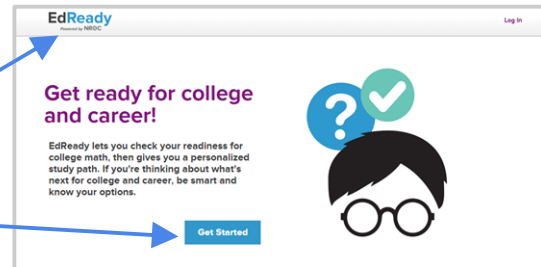 EdReady
Powered by NROC
Log In
Get ready for college
and career!
EdReady lets you check your readiness for
college math, then gives you a personalized
study path. If you're thinking about what's
next for college and career, be smart and
know your options.
?
Get Started